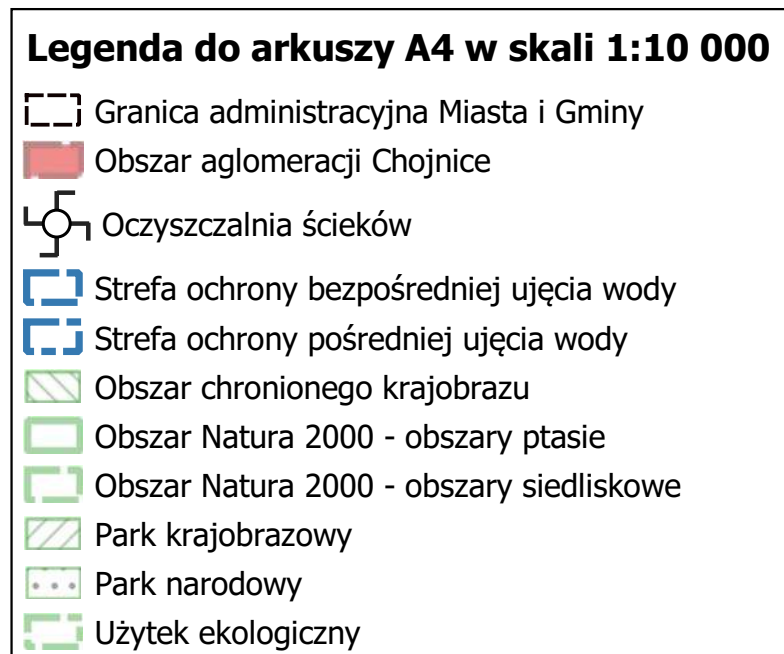 Legenda do arkuszy A4 w skali 1:10 000
Granica administracyjna Miasta i Gminy
Obszar aglomeracji Chojnice
Oczyszczalnia ścieków
Strefa ochrony bezpośredniej ujęcia wody
Strefa ochrony pośredniej ujęcia wody
Obszar chronionego krajobrazu
Obszar Natura 2000 - obszary ptasie
Obszar Natura 2000 - obszary siedliskowe
Park krajobrazowy
Park narodowy
Użytek ekologiczny